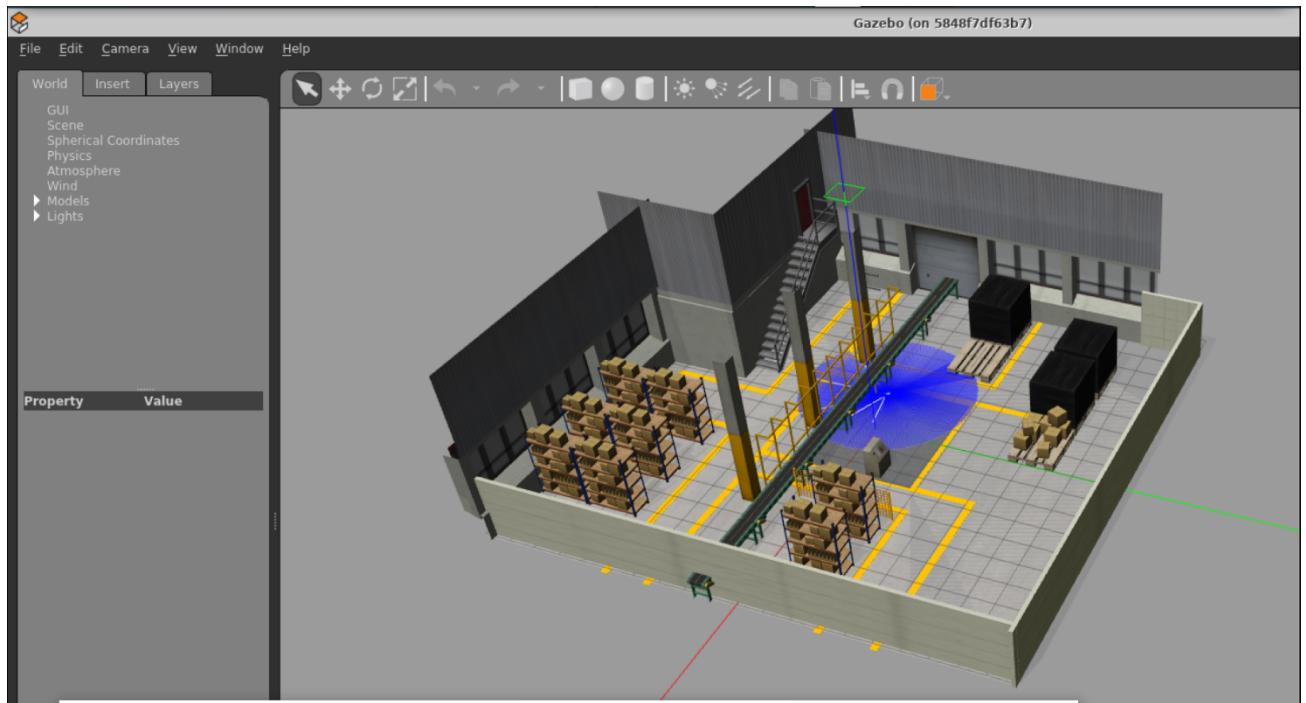 Gazebo (on 5848f7df63b7)
File Edit Camera View Window Help
World Insert Layers
GUI
Scene
Spherical Coordinates
Physics
Atmosphere
Wind
Models
Lights
Property Value